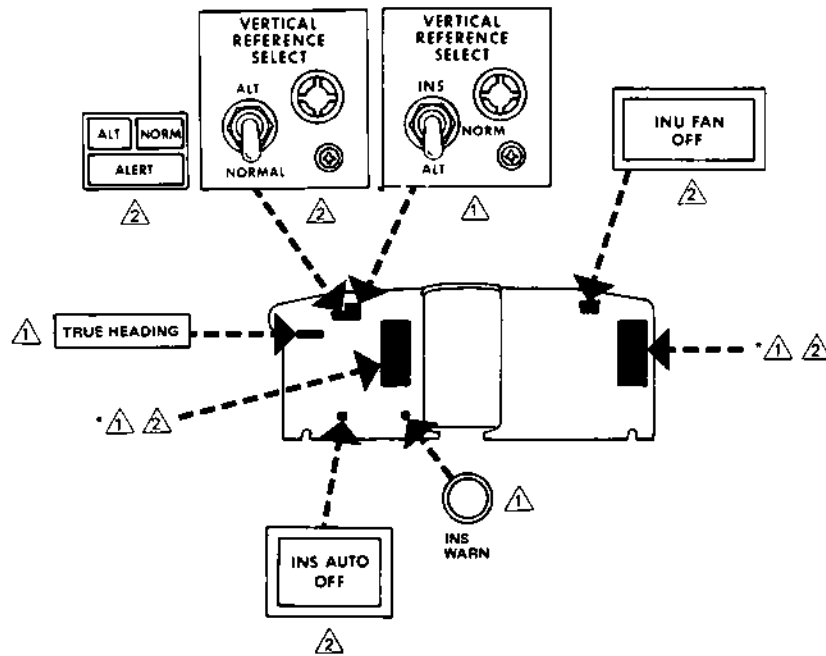 VERTICAL
REFERENCE
SELECT
ALT
NORMAL
2
VERTICAL
REFERENCE
SELECT
INS
NORM
ALT
1
ALT NORM
ALERT
2
INU FAN
OFF
2
1 TRUE HEADING
* 1 2
* 1 2
INS AUTO
OFF
2
1
INS
WARN